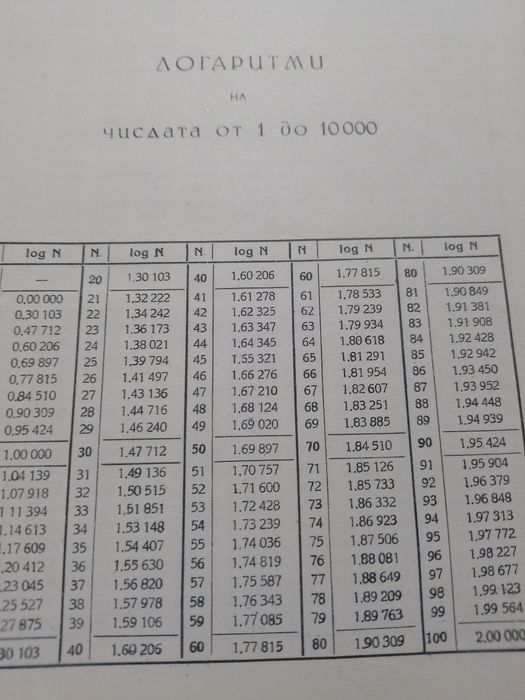 ЛОГАРИТМИ
НА
ЧИСЛАТА ОТ 1 ДО 10000
log N N. log N N. log N N log N N. log N
— 20 1,30 103 40 1,60 206 60 1,77 815 80 1,90 309
0,00 000 21 1,32 222 41 1,61 278 61 1,78 533 81 1,90 849
0,30 103 22 1,34 242 42 1,62 325 62 1,79 239 82 1,91 381
0,47 712 23 1,36 173 43 1,63 347 63 1,79 934 83 1,91 908
0,60 206 24 1,38 021 44 1,64 345 64 1,80 618 84 1,92 428
0,69 897 25 1,39 794 45 1,55 321 65 1,81 291 85 1,92 942
0,77 815 26 1,41 497 46 1,66 276 66 1,81 954 86 1,93 450
0,84 510 27 1,43 136 47 1,67 210 67 1,82 607 87 1,93 952
0,90 309 28 1,44 716 48 1,68 124 68 1,83 251 88 1,94 448
0,95 424 29 1,46 240 49 1,69 020 69 1,83 885 89 1,94 939
1,00 000 30 1,47 712 50 1,69 897 70 1,84 510 90 1,95 424
1,04 139 31 1,49 136 51 1,70 757 71 1,85 126 91 1,95 904
1,07 918 32 1,50 515 52 1,71 600 72 1,85 733 92 1,96 379
1 11 394 33 1,51 851 53 1,72 428 73 1,86 332 93 1,96 848
1,14 613 34 1,53 148 54 1,73 239 74 1,86 923 94 1,97 313
1,17 609 35 1,54 407 55 1,74 036 75 1,87 506 95 1,97 772
,20 412 36 1,55 630 56 1,74 819 76 1,88 081 96 1,98 227
,23 045 37 1,56 820 57 1,75 587 77 1,88 649 97 1,98 677
,25 527 38 1,57 978 58 1,76 343 78 1,89 209 98 1,99 123
,27 875 39 1,59 106 59 1,77 085 79 1,89 763 99 1,99 564
30 103 40 1,60 206 60 1,77 815 80 1,90 309 100 2,00 000